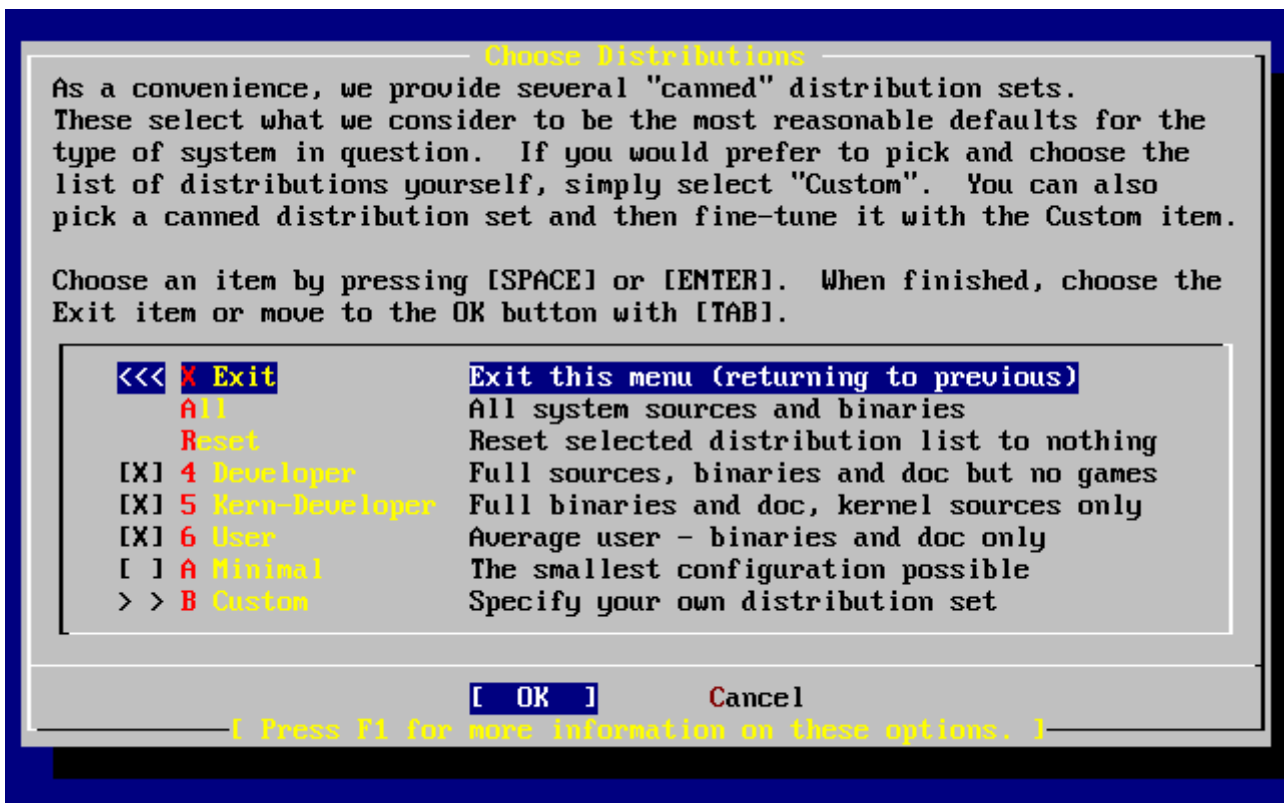 Choose Distributions
As a convenience, we provide several "canned" distribution sets.
These select what we consider to be the most reasonable defaults for the
type of system in question.  If you would prefer to pick and choose the
list of distributions yourself, simply select "Custom".  You can also
pick a canned distribution set and then fine-tune it with the Custom item.
Choose an item by pressing [SPACE] or [ENTER].  When finished, choose the
Exit item or move to the OK button with [TAB].
<<< X Exit Exit this menu (returning to previous)
All All system sources and binaries
Reset Reset selected distribution list to nothing
[X] 4 Developer Full sources, binaries and doc but no games
[X] 5 Kern-Developer Full binaries and doc, kernel sources only
[X] 6 User Average user - binaries and doc only
[ ] A Minimal The smallest configuration possible
> > B Custom Specify your own distribution set
[  OK  ] Cancel
[ Press F1 for more information on these options. ]